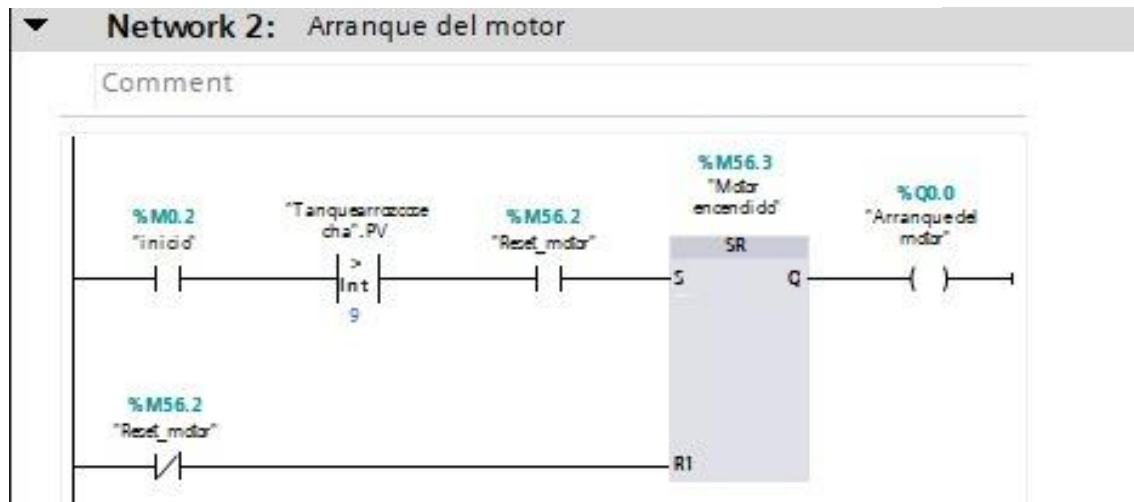 Network 2: Arranque del motor
Comment
%M56.3
"Motor
encendido"
%Q0.0
"Arranque del
motor"
%M0.2
"inicio"
"Tanquearrozcose
cha".PV
%M56.2
"Reset_motor"
SR
>
Int
9
S
Q
%M56.2
"Reset_motor"
R1